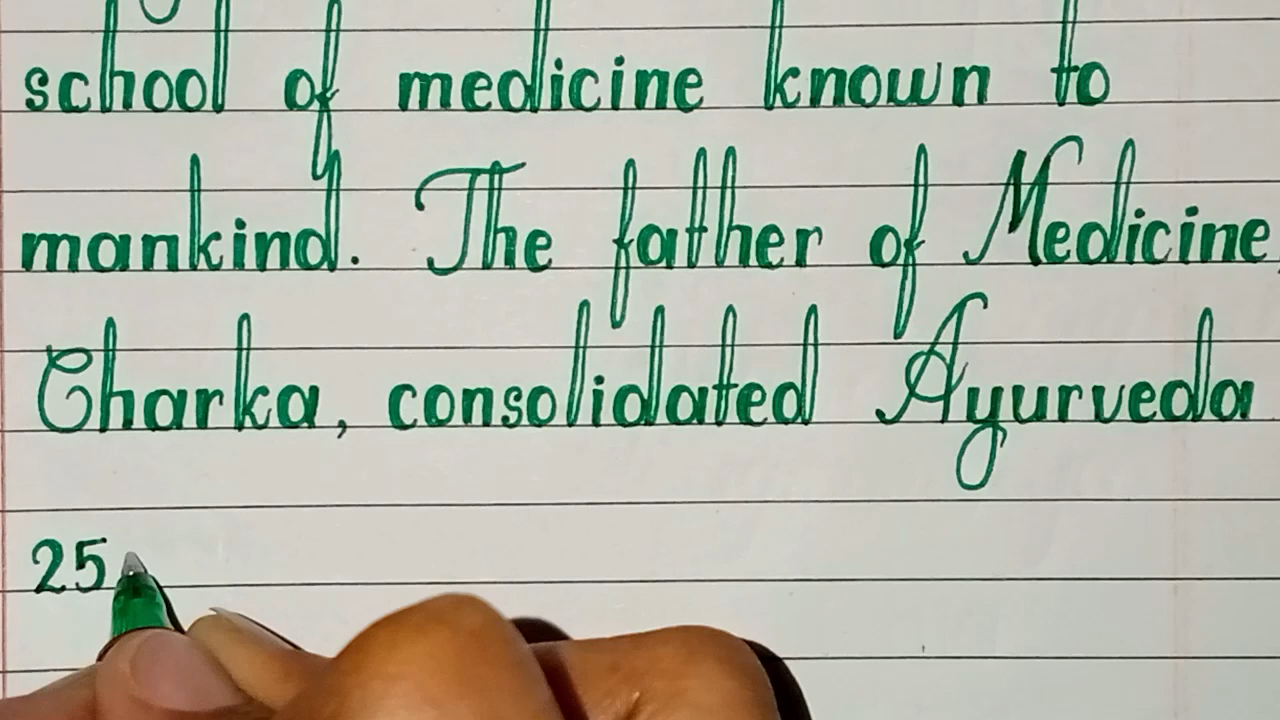 school of medicine known to
mankind. The father of Medicine,
Charka, consolidated Ayurveda
25